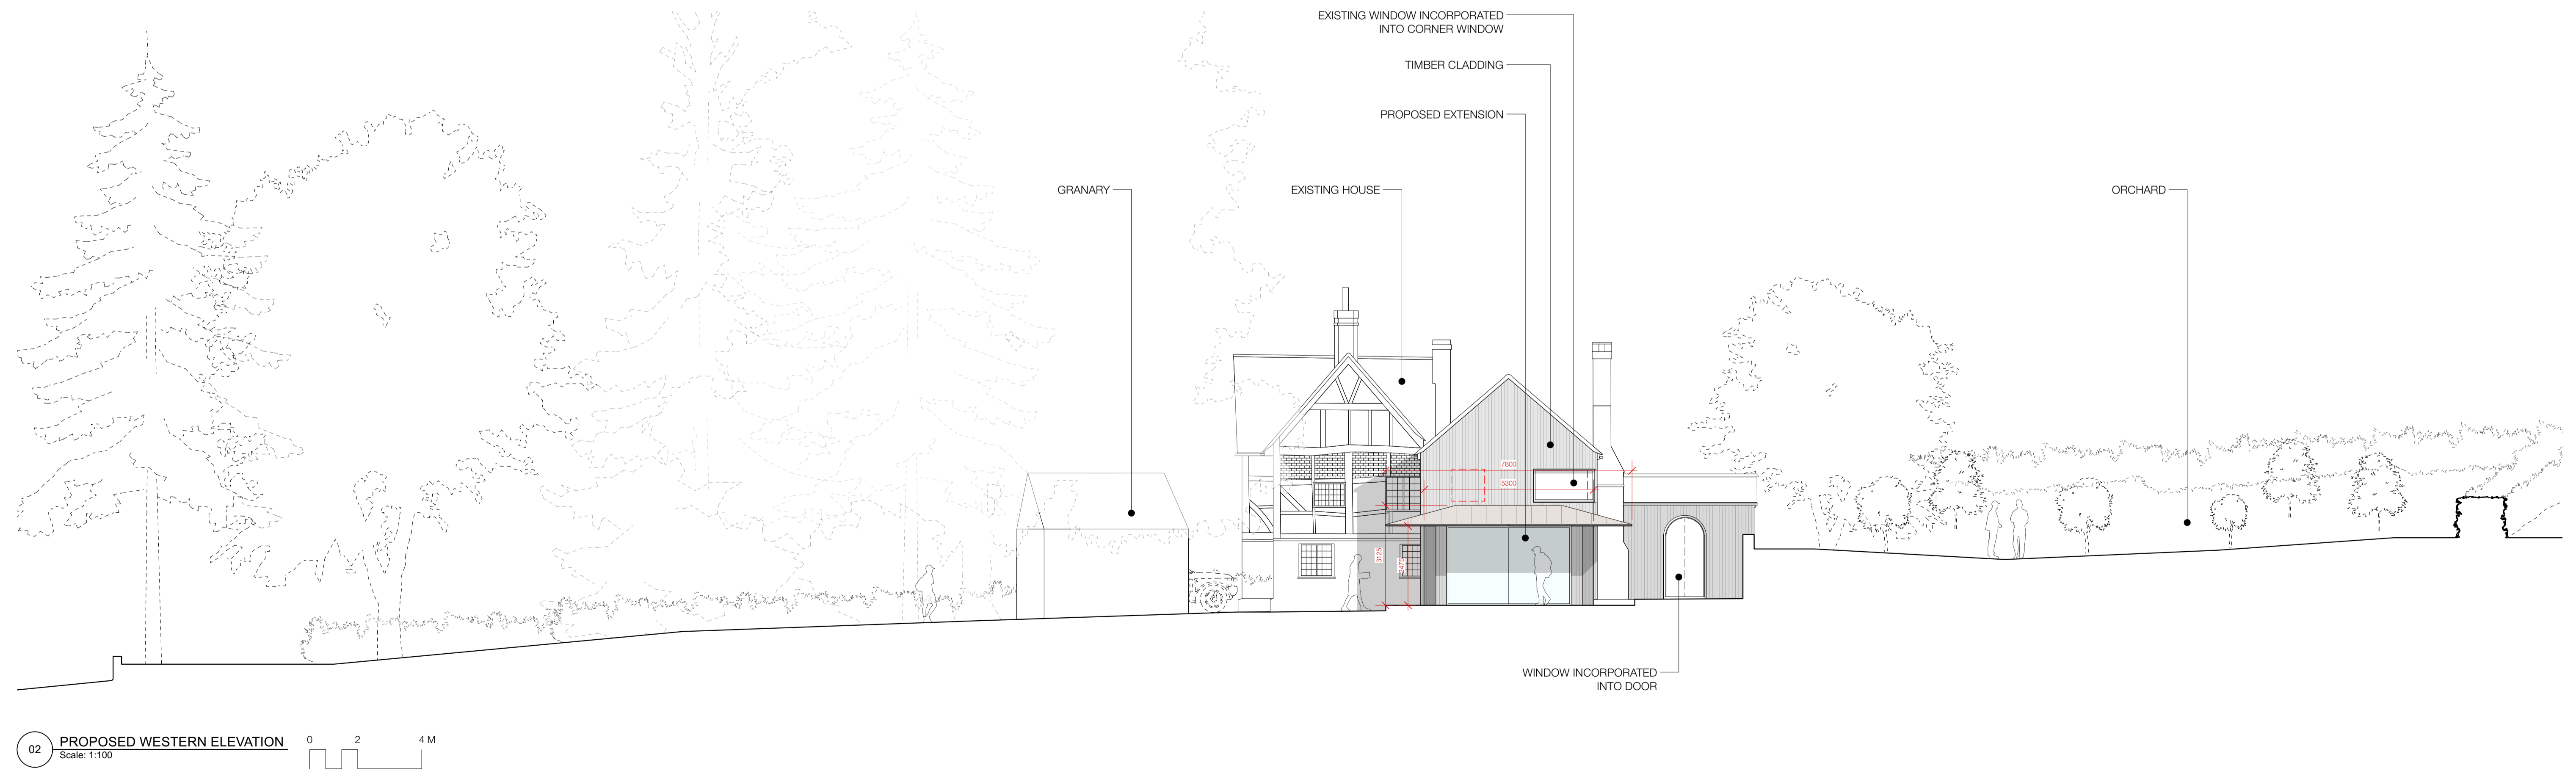 EXISTING WINDOW INCORPORATED
INTO CORNER WINDOW
TIMBER CLADDING
PROPOSED EXTENSION
GRANARY
EXISTING HOUSE
ORCHARD
7800
5300
3125
2475
WINDOW INCORPORATED
INTO DOOR
02
PROPOSED WESTERN ELEVATION
Scale: 1:100
0 2 4 M